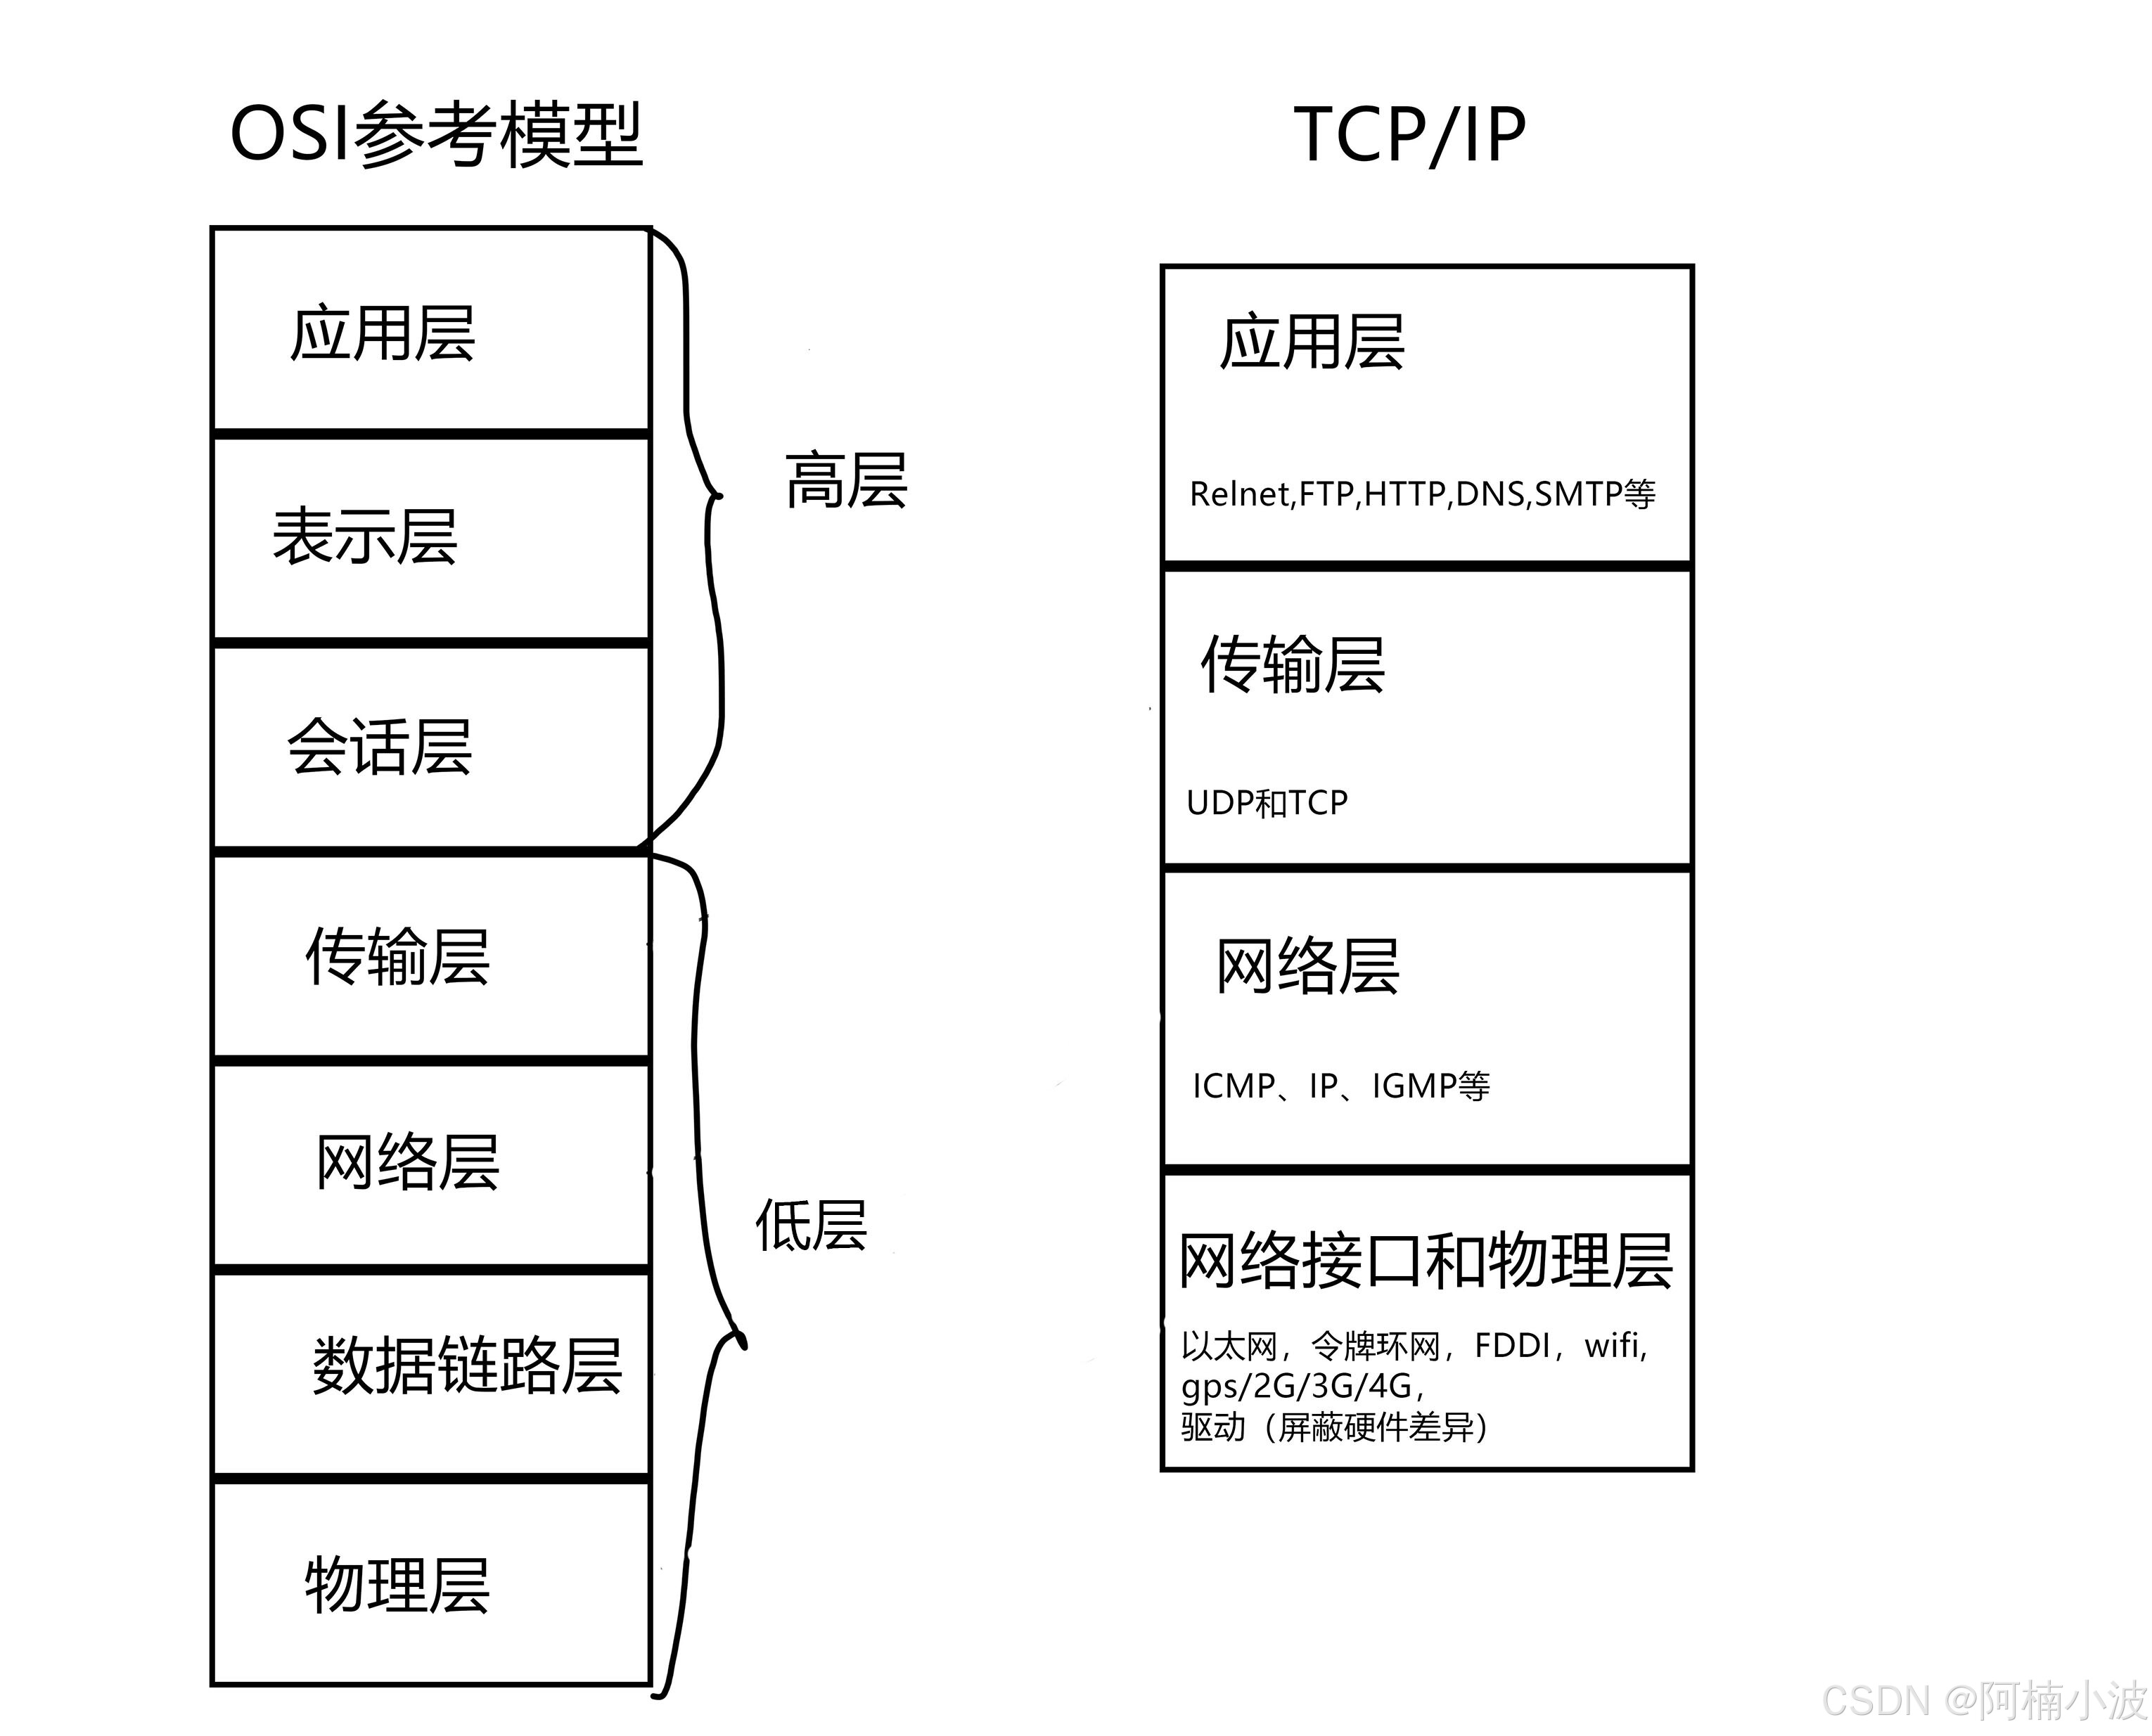 OSI参考模型
应用层
表示层
会话层
传输层
网络层
数据链路层
物理层
高层
低层
TCP/IP
应用层
Relnet,FTP,HTTP,DNS,SMTP等
传输层
UDP和TCP
网络层
ICMP、IP、IGMP等
网络接口和物理层
以太网，令牌环网，FDDI，wifi,
gps/2G/3G/4G，
驱动（屏蔽硬件差异）
CSDN @阿楠小波